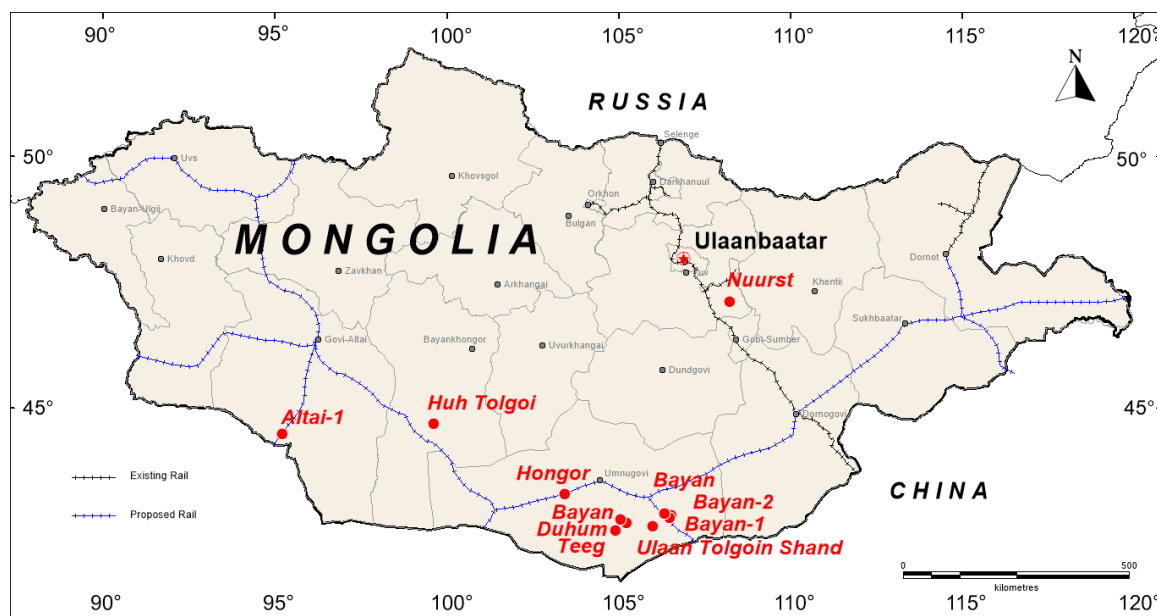 90° 95° 100° 105° 110° 115° 120°
N
RUSSIA
Selenge
50° 50°
Uvs
Khovsgol
Darkhanuul
Orkhon
Bayan-Ulgii
Bulgan
MONGOLIA
Ulaanbaatar
Khovd
Zavkhan
Tuv
Dornot
Arkhangai
Nuurst
Khentii
Sukhbaatar
Govi-Altai
Bayankhongor
Uvurkhangai
Gobi-Sumber
Dundgovi
45° 45°
Huh Tolgoi
Altai-1
Dornogovi
Existing Rail
Hongor
Umnugovi
Bayan
CHINA
Proposed Rail
Bayan
Bayan-2
Duhum
Bayan-1
Teeg
Ulaan Tolgoin Shand
0 500
kilometres
90° 95° 100° 105° 110° 115° 120°